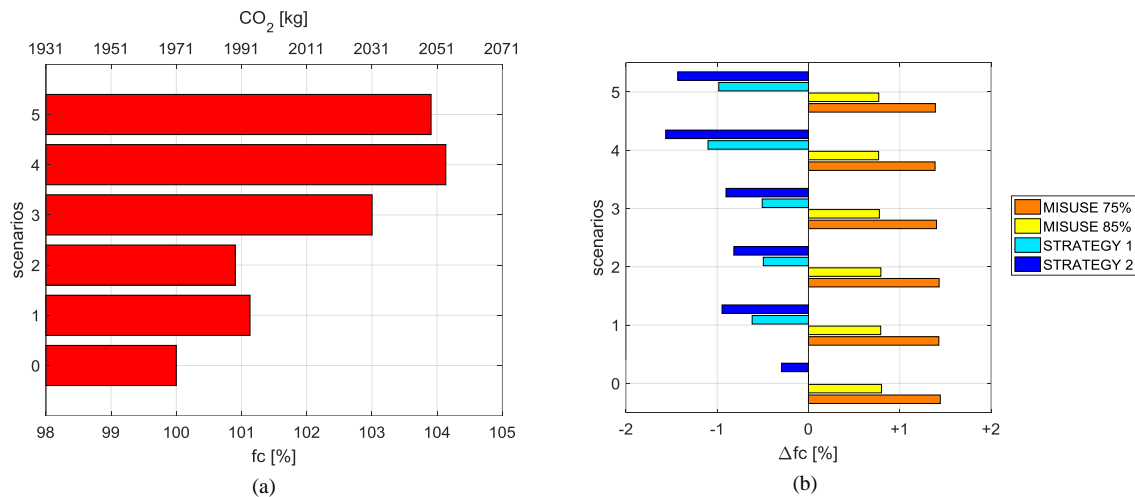 CO2 [kg]
1931 1951 1971 1991 2011 2031 2051 2071
scenarios
5
4
3
2
1
0
98 99 100 101 102 103 104 105
fc [%]
(a)
scenarios
5
4
3
2
1
0
-2 -1 0 +1 +2
Δfc [%]
(b)
MISUSE 75%
MISUSE 85%
STRATEGY 1
STRATEGY 2